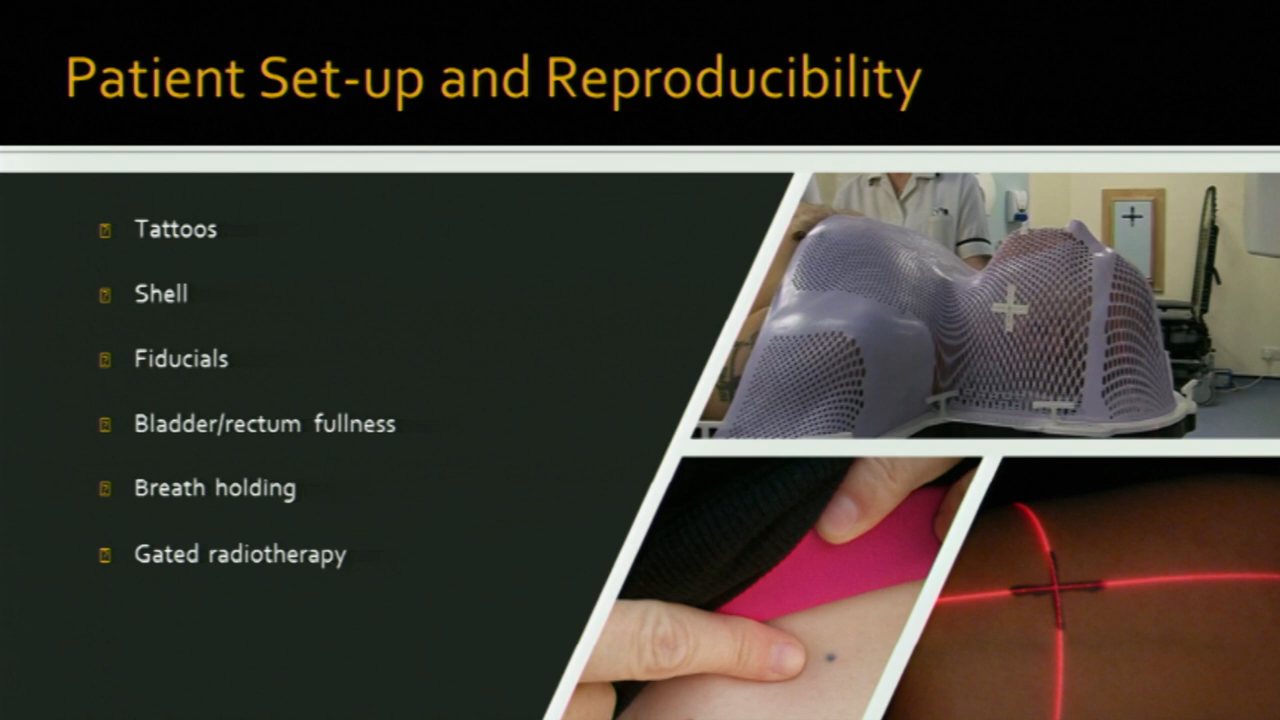 Patient Set-up and Reproducibility
Tattoos
Shell
Fiducials
Bladder/rectum fullness
Breath holding
Gated radiotherapy